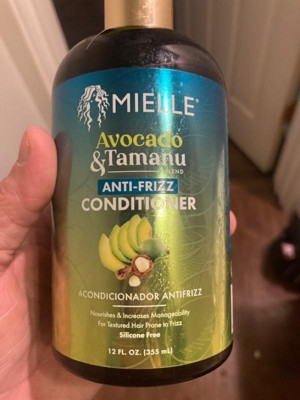 MIELLE®
Avocado
& Tamanu
BLEND
ANTI-FRIZZ
CONDITIONER
ACONDICIONADOR ANTIFRIZZ
Nourishes & Increases Manageability
For Textured Hair Prone to Frizz
Silicone Free
12 FL. OZ. (355 mL)